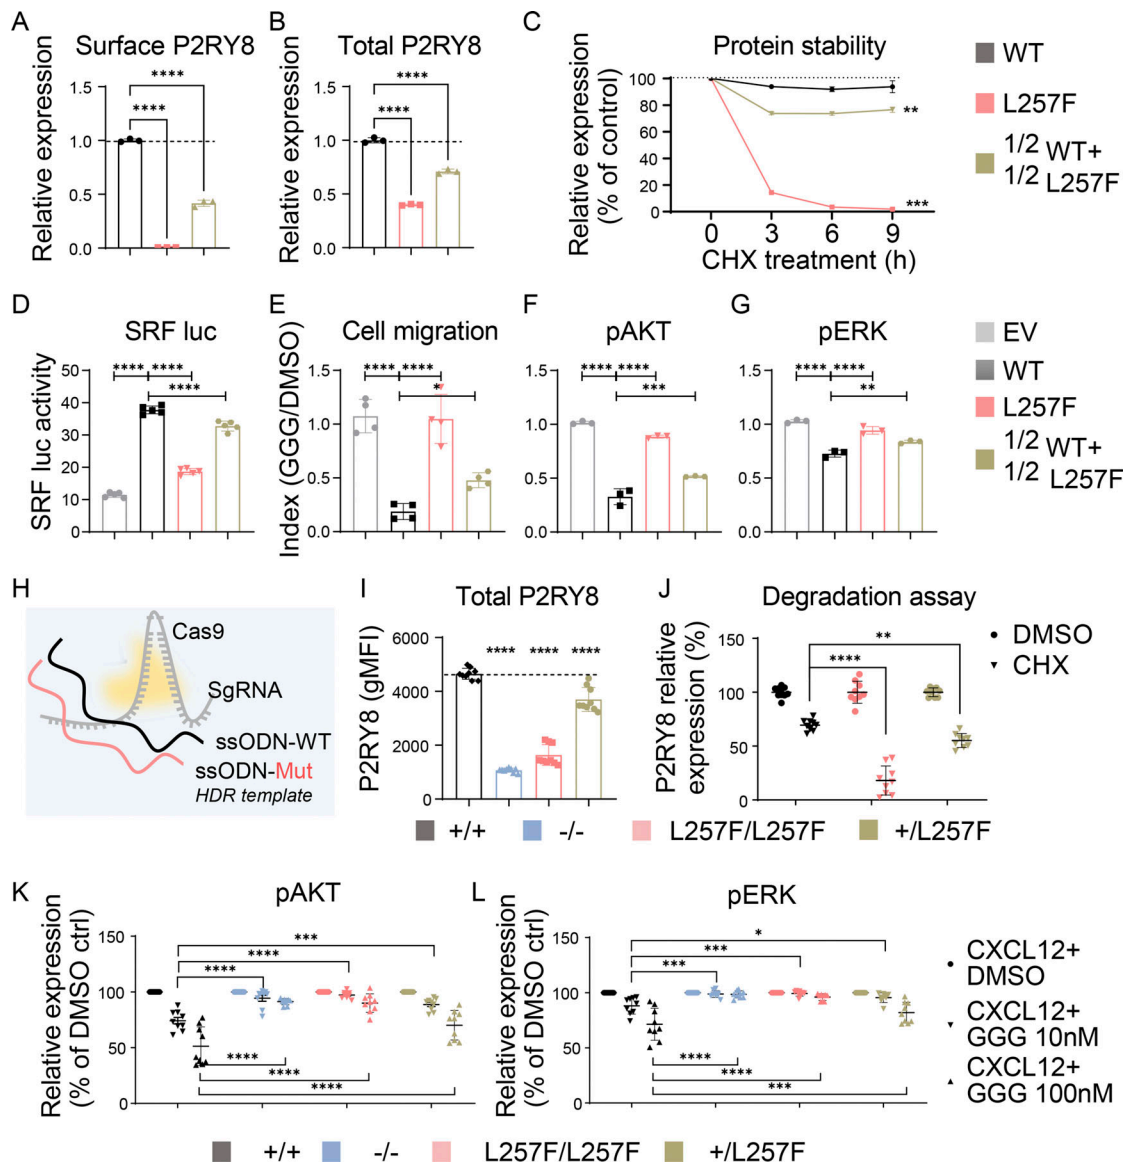 A
Surface P2RY8
Relative expression
1.5
1.0
0.5
0.0
****
****
B
Total P2RY8
Relative expression
1.5
1.0
0.5
0.0
****
****
C
Protein stability
Relative expression
(% of control)
100
80
60
40
20
0
**
***
0 3 6 9
CHX treatment (h)
WT
L257F
1/2 WT+
1/2 L257F
D
SRF luc
SRF luc activity
50
40
30
20
10
0
**** ****
****
E
Cell migration
Index (GGG/DMSO)
1.5
1.0
0.5
0.0
**** ****
*
F
pAKT
1.5
1.0
0.5
0.0
**** ****
***
G
pERK
1.5
1.0
0.5
0.0
**** ****
**
EV
WT
L257F
1/2 WT+
1/2 L257F
H
Cas9
SgRNA
ssODN-WT
ssODN-Mut
HDR template
I
Total P2RY8
P2RY8 (gMFI)
6000
4000
2000
0
**** **** ****
J
Degradation assay
P2RY8 relative
expression (%)
150
100
50
0
**
****
DMSO
CHX
+/+ -/- L257F/L257F +/L257F
K
pAKT
Relative expression
(% of DMSO ctrl)
150
100
50
0
***
****
****
****
****
****
L
pERK
Relative expression
(% of DMSO ctrl)
150
100
50
0
*
***
***
****
****
***
CXCL12+
DMSO
CXCL12+
GGG 10nM
CXCL12+
GGG 100nM
+/+ -/- L257F/L257F +/L257F